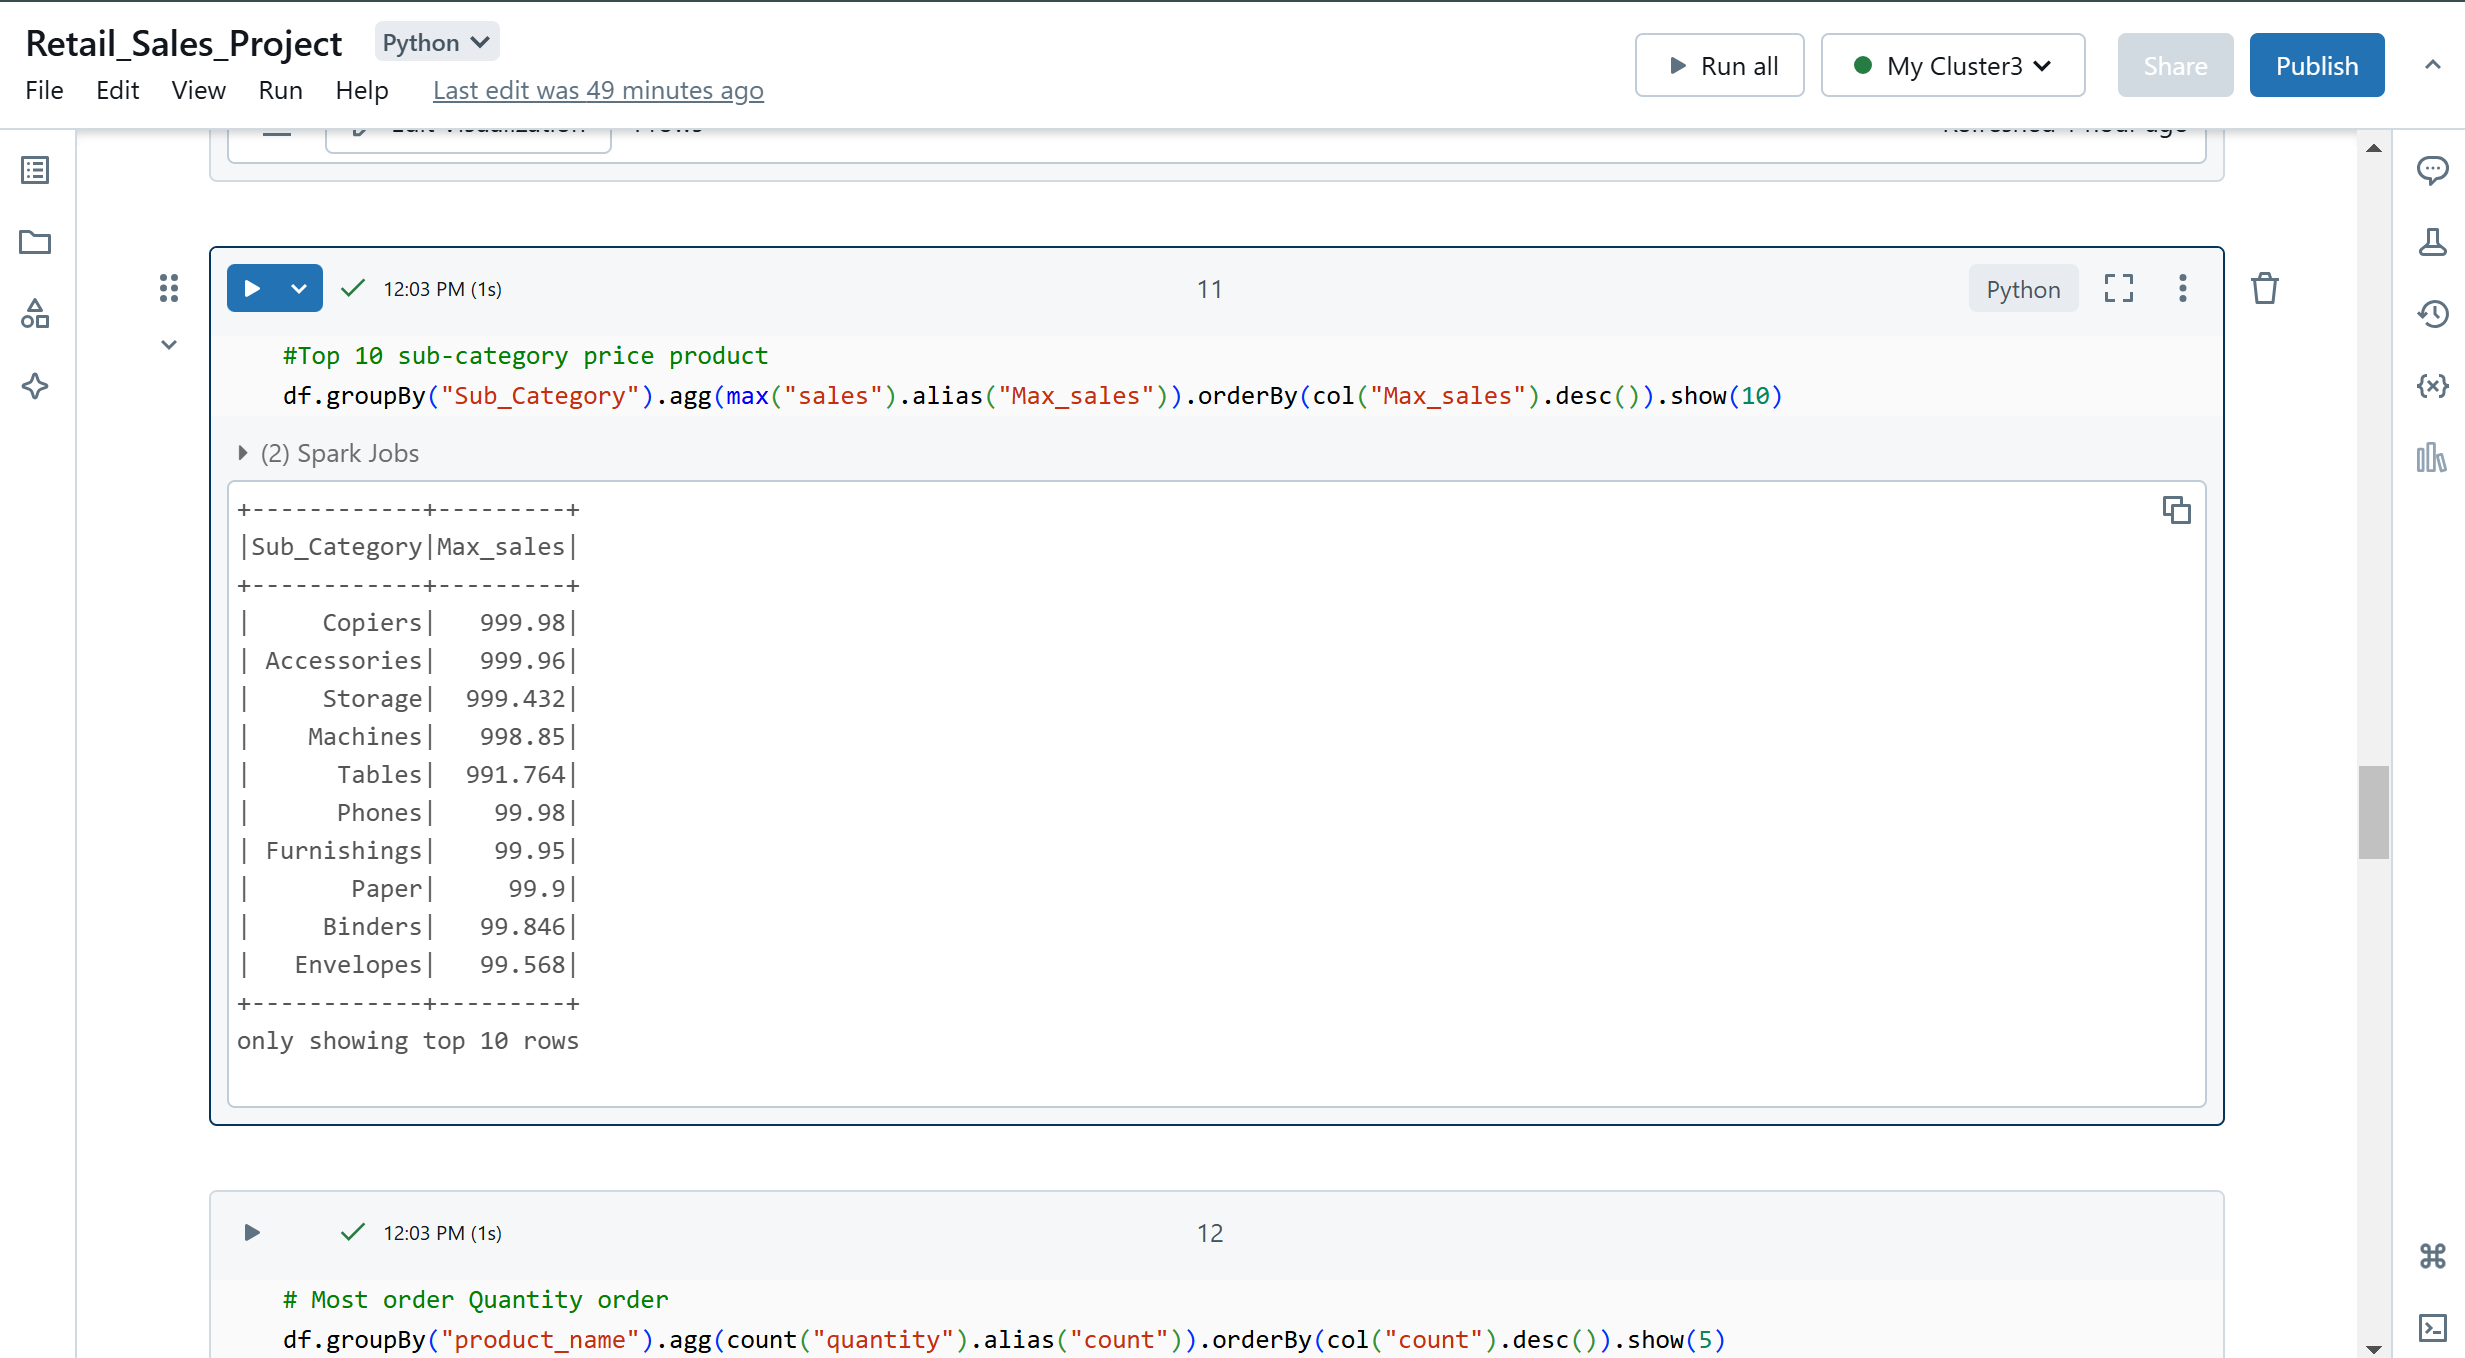 Retail_Sales_Project Python
File Edit View Run Help Last edit was 49 minutes ago
Run all My Cluster3 Share Publish
12:03 PM (1s) 11 Python
#Top 10 sub-category price product
df.groupBy("Sub_Category").agg(max("sales").alias("Max_sales")).orderBy(col("Max_sales").desc()).show(10)
(2) Spark Jobs
+------------+---------+
|Sub_Category|Max_sales|
+------------+---------+
|     Copiers|   999.98|
| Accessories|   999.96|
|     Storage|  999.432|
|    Machines|   998.85|
|      Tables|  991.764|
|      Phones|    99.98|
| Furnishings|    99.95|
|       Paper|     99.9|
|     Binders|   99.846|
|   Envelopes|   99.568|
+------------+---------+
only showing top 10 rows
12:03 PM (1s) 12
# Most order Quantity order
df.groupBy("product_name").agg(count("quantity").alias("count")).orderBy(col("count").desc()).show(5)